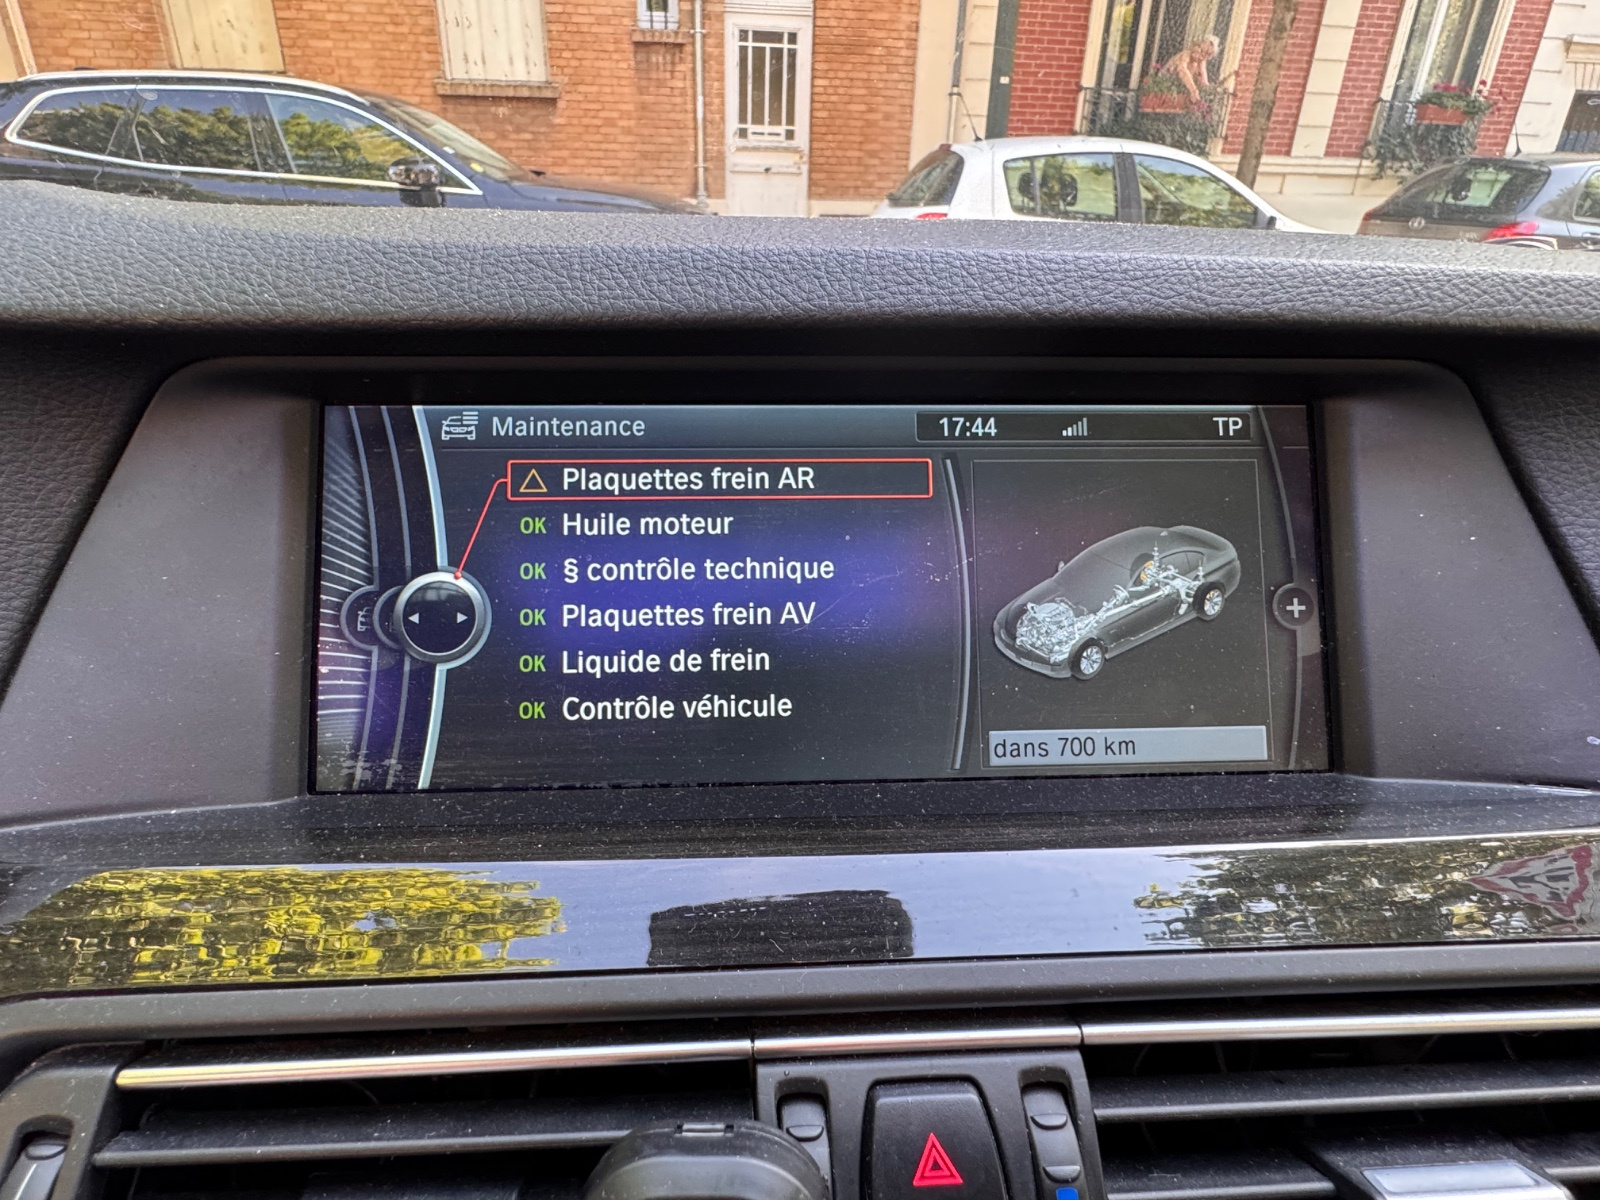 Maintenance 17:44 TP
Plaquettes frein AR
OK Huile moteur
OK § contrôle technique
OK Plaquettes frein AV
OK Liquide de frein
OK Contrôle véhicule
dans 700 km